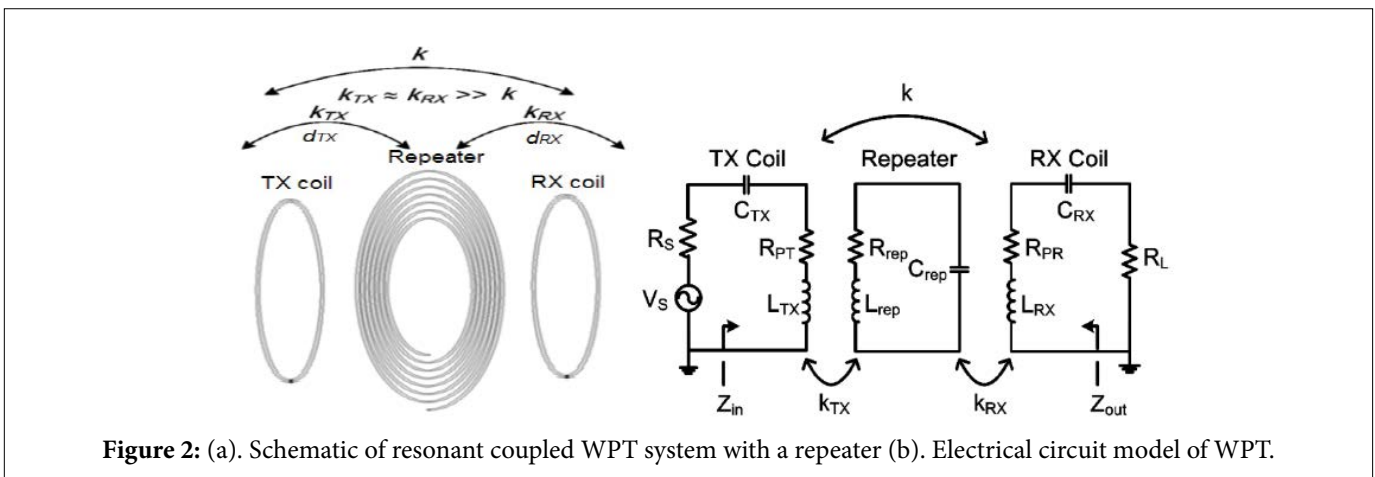 k
kTX ≈ kRX >> k
kTX
kRX
dTX
dRX
Repeater
TX coil
RX coil
k
TX Coil
Repeater
RX Coil
CTX
CRX
RS
RPT
Rrep
Crep
RPR
RL
VS
LTX
Lrep
LRX
Zin
kTX
kRX
Zout
Figure 2: (a). Schematic of resonant coupled WPT system with a repeater (b). Electrical circuit model of WPT.